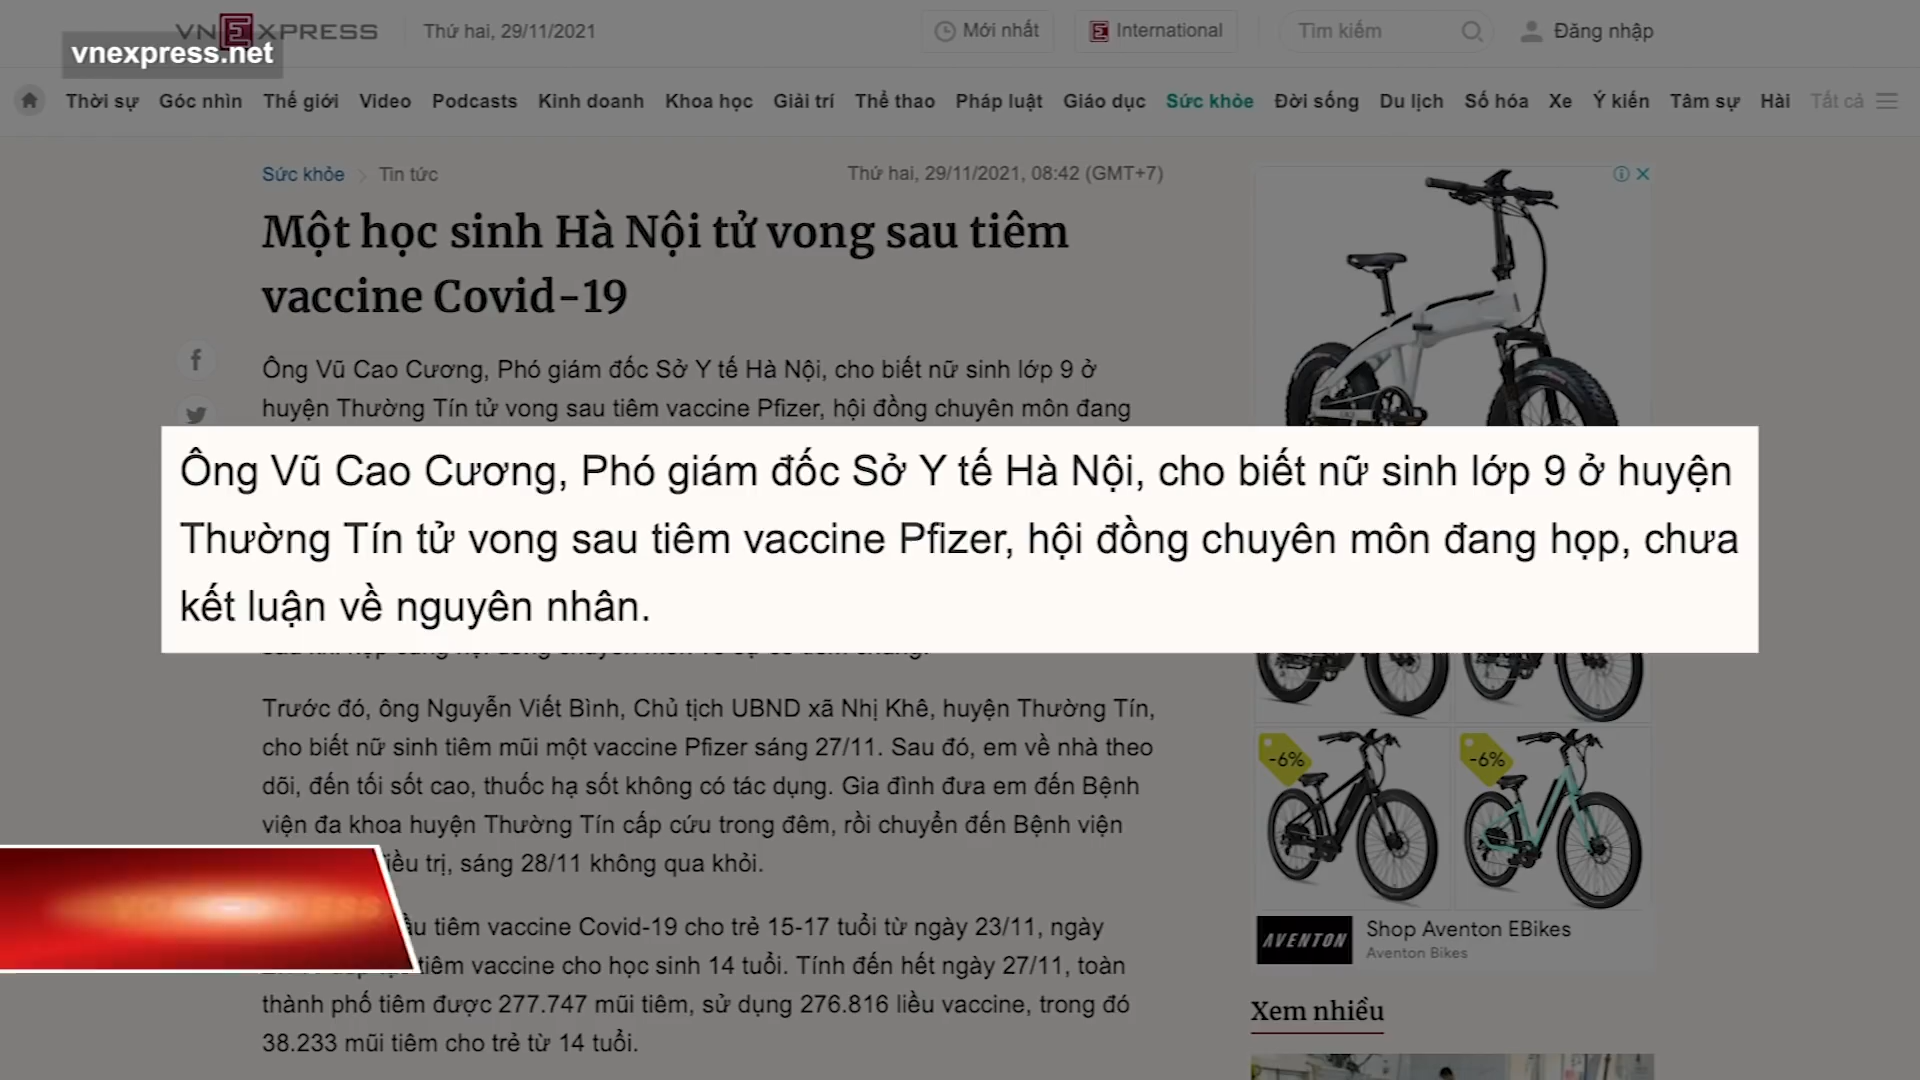 VNEXPRESS
Thứ hai, 29/11/2021
Mới nhất
International
Tìm kiếm
Đăng nhập
vnexpress.net
Thời sự
Góc nhìn
Thế giới
Video
Podcasts
Kinh doanh
Khoa học
Giải trí
Thể thao
Pháp luật
Giáo dục
Sức khỏe
Đời sống
Du lịch
Số hóa
Xe
Ý kiến
Tâm sự
Hài
Tất cả
Sức khỏe
Tin tức
Thứ hai, 29/11/2021, 08:42 (GMT+7)
Một học sinh Hà Nội tử vong sau tiêm
vaccine Covid-19
Ông Vũ Cao Cương, Phó giám đốc Sở Y tế Hà Nội, cho biết nữ sinh lớp 9 ở
huyện Thường Tín tử vong sau tiêm vaccine Pfizer, hội đồng chuyên môn đang
Ông Vũ Cao Cương, Phó giám đốc Sở Y tế Hà Nội, cho biết nữ sinh lớp 9 ở huyện
Thường Tín tử vong sau tiêm vaccine Pfizer, hội đồng chuyên môn đang họp, chưa
kết luận về nguyên nhân.
Trước đó, ông Nguyễn Viết Bình, Chủ tịch UBND xã Nhị Khê, huyện Thường Tín,
cho biết nữ sinh tiêm mũi một vaccine Pfizer sáng 27/11. Sau đó, em về nhà theo
dõi, đến tối sốt cao, thuốc hạ sốt không có tác dụng. Gia đình đưa em đến Bệnh
viện đa khoa huyện Thường Tín cấp cứu trong đêm, rồi chuyển đến Bệnh viện
trị, sáng 28/11 không qua khỏi.
tiêm vaccine Covid-19 cho trẻ 15-17 tuổi từ ngày 23/11, ngày
tiêm vaccine cho học sinh 14 tuổi. Tính đến hết ngày 27/11, toàn
thành phố tiêm được 277.747 mũi tiêm, sử dụng 276.816 liều vaccine, trong đó
38.233 mũi tiêm cho trẻ từ 14 tuổi.
-6%
-6%
AVENTON
Shop Aventon EBikes
Aventon Bikes
Xem nhiều